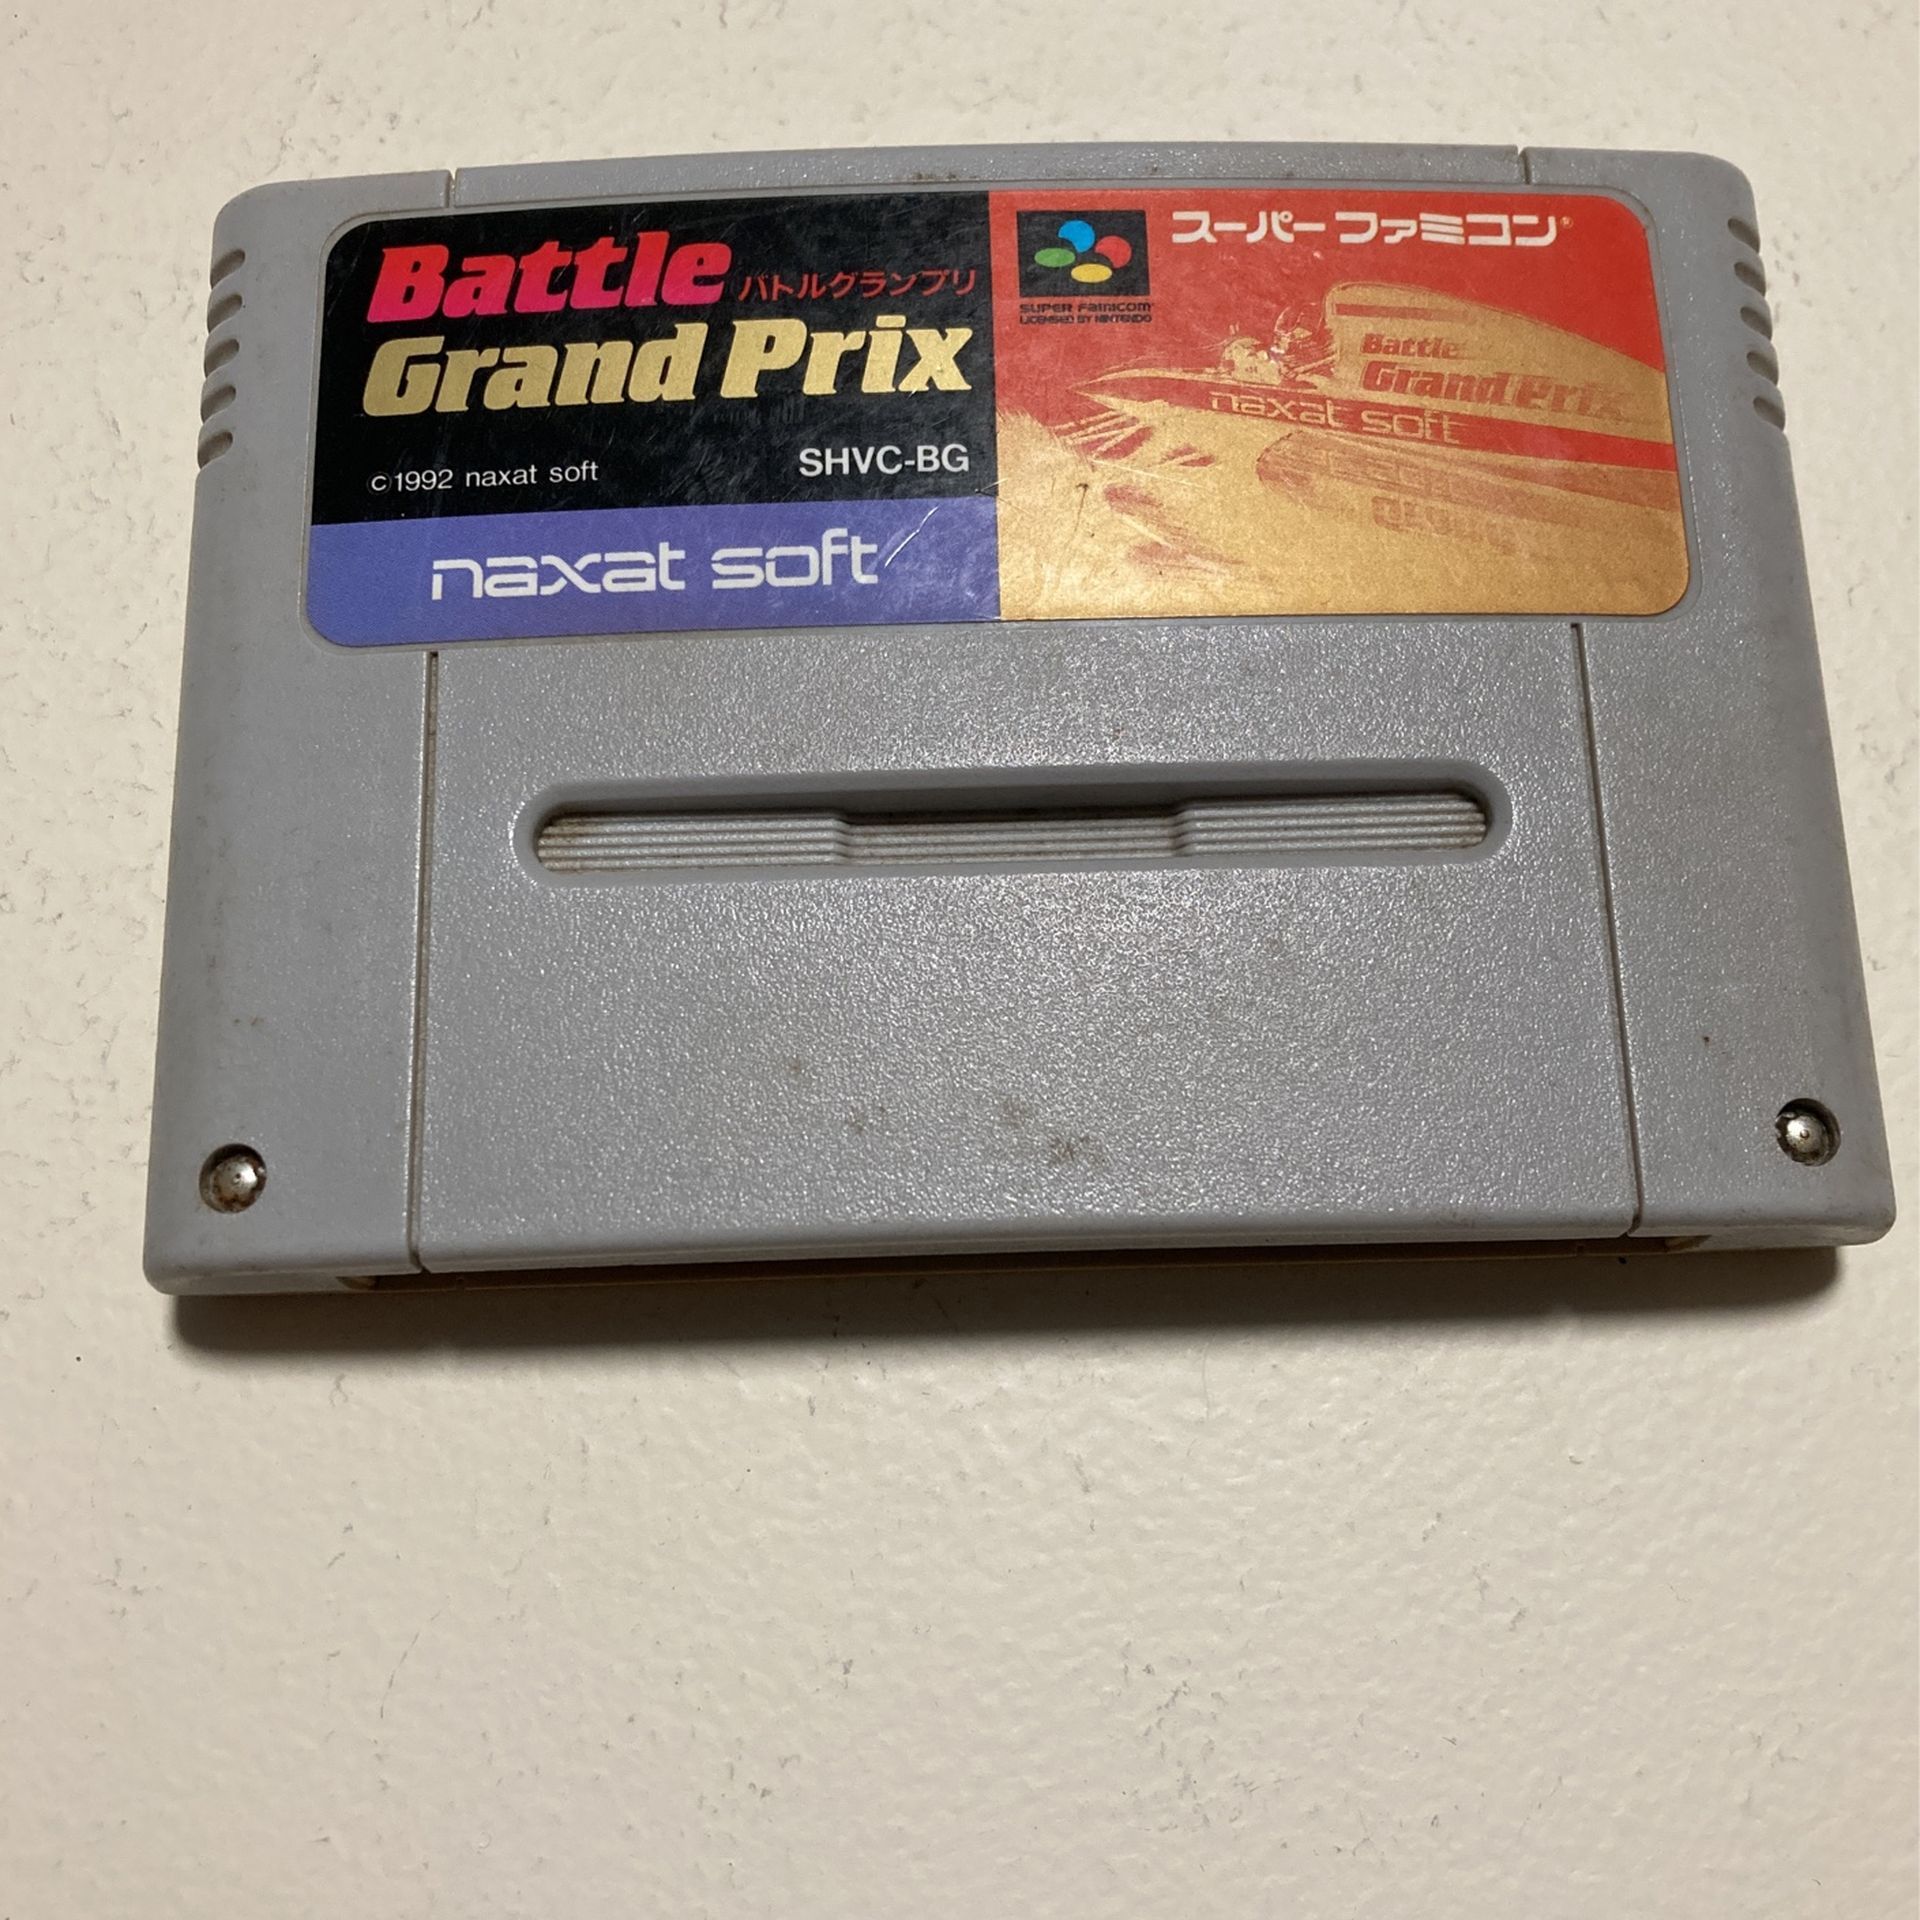 Battle バトルグランプリ
Grand Prix
©1992 naxat soft
SHVC-BG
naxat soft
スーパーファミコン®
SUPER FAMICOM
LICENSED BY NINTENDO
Battle
Grand Prix
naxat soft